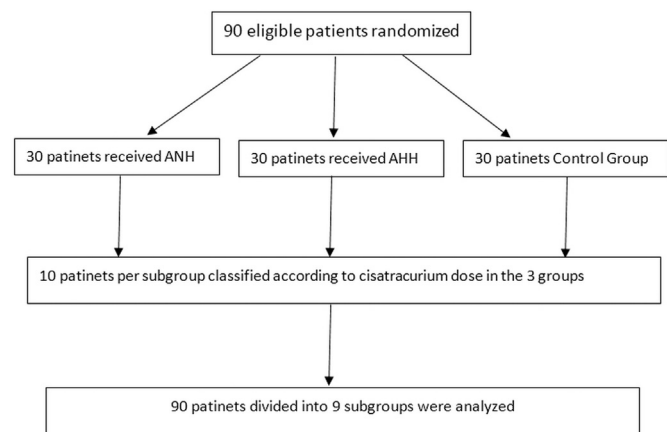 90 eligible patients randomized
30 patinets received ANH
30 patinets received AHH
30 patinets Control Group
10 patinets per subgroup classified according to cisatracurium dose in the 3 groups
90 patinets divided into 9 subgroups were analyzed